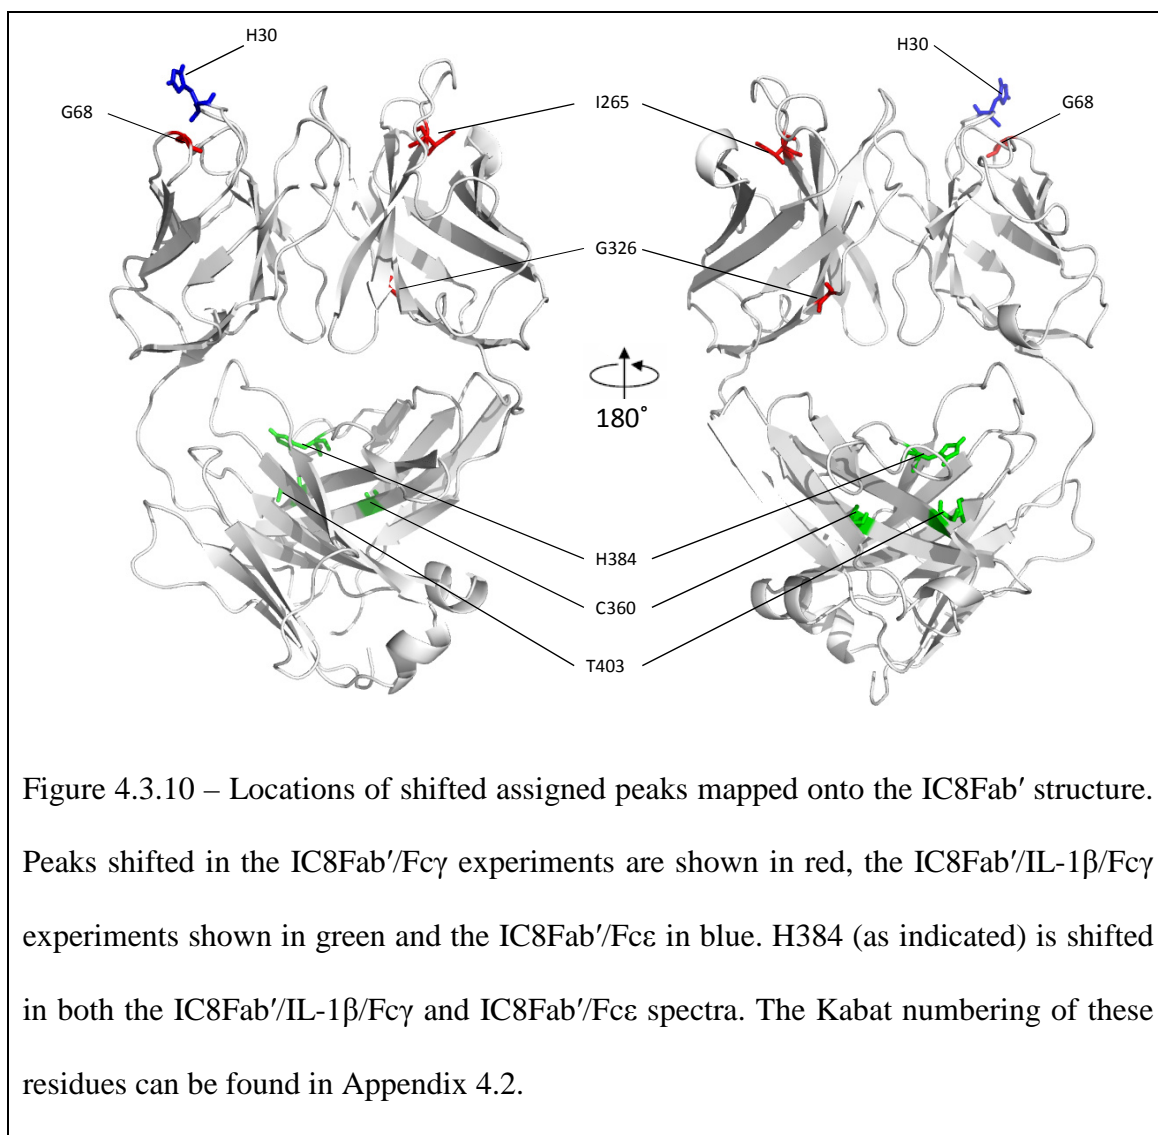 H30
H30
G68
I265
G68
G326
180˚
H384
C360
T403
Figure 4.3.10 – Locations of shifted assigned peaks mapped onto the IC8Fab′ structure.
Peaks shifted in the IC8Fab′/Fcγ experiments are shown in red, the IC8Fab′/IL-1β/Fcγ
experiments shown in green and the IC8Fab′/Fcε in blue. H384 (as indicated) is shifted
in both the IC8Fab′/IL-1β/Fcγ and IC8Fab′/Fcε spectra. The Kabat numbering of these
residues can be found in Appendix 4.2.